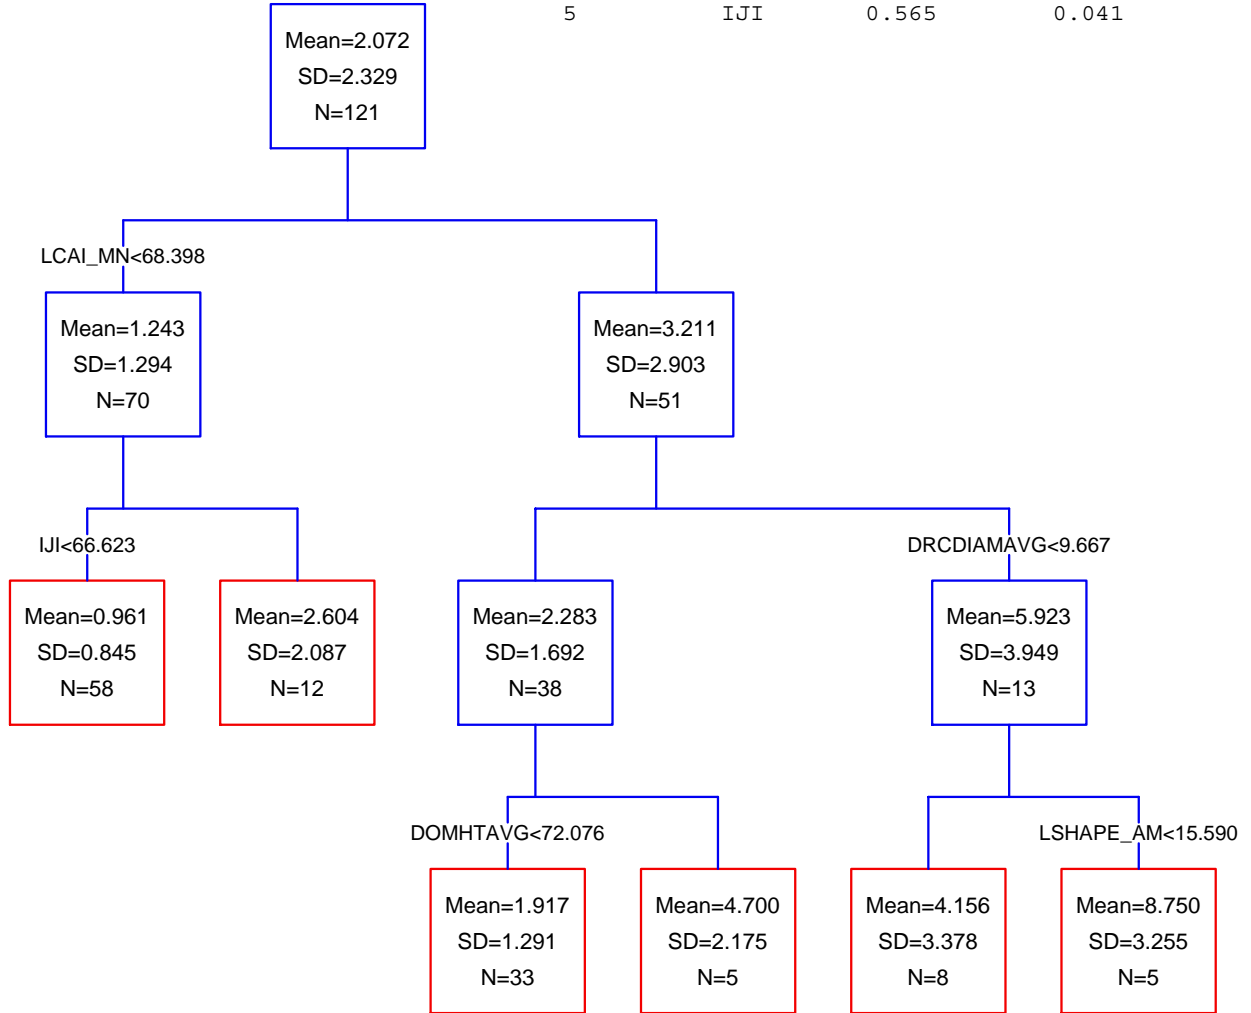 5 IJI 0.565 0.041
Mean=2.072
SD=2.329
N=121
LCAI_MN<68.398
Mean=1.243
SD=1.294
N=70
Mean=3.211
SD=2.903
N=51
IJI<66.623
DRCDIAMAVG<9.667
Mean=0.961
SD=0.845
N=58
Mean=2.604
SD=2.087
N=12
Mean=2.283
SD=1.692
N=38
Mean=5.923
SD=3.949
N=13
DOMHTAVG<72.076
LSHAPE_AM<15.590
Mean=1.917
SD=1.291
N=33
Mean=4.700
SD=2.175
N=5
Mean=4.156
SD=3.378
N=8
Mean=8.750
SD=3.255
N=5